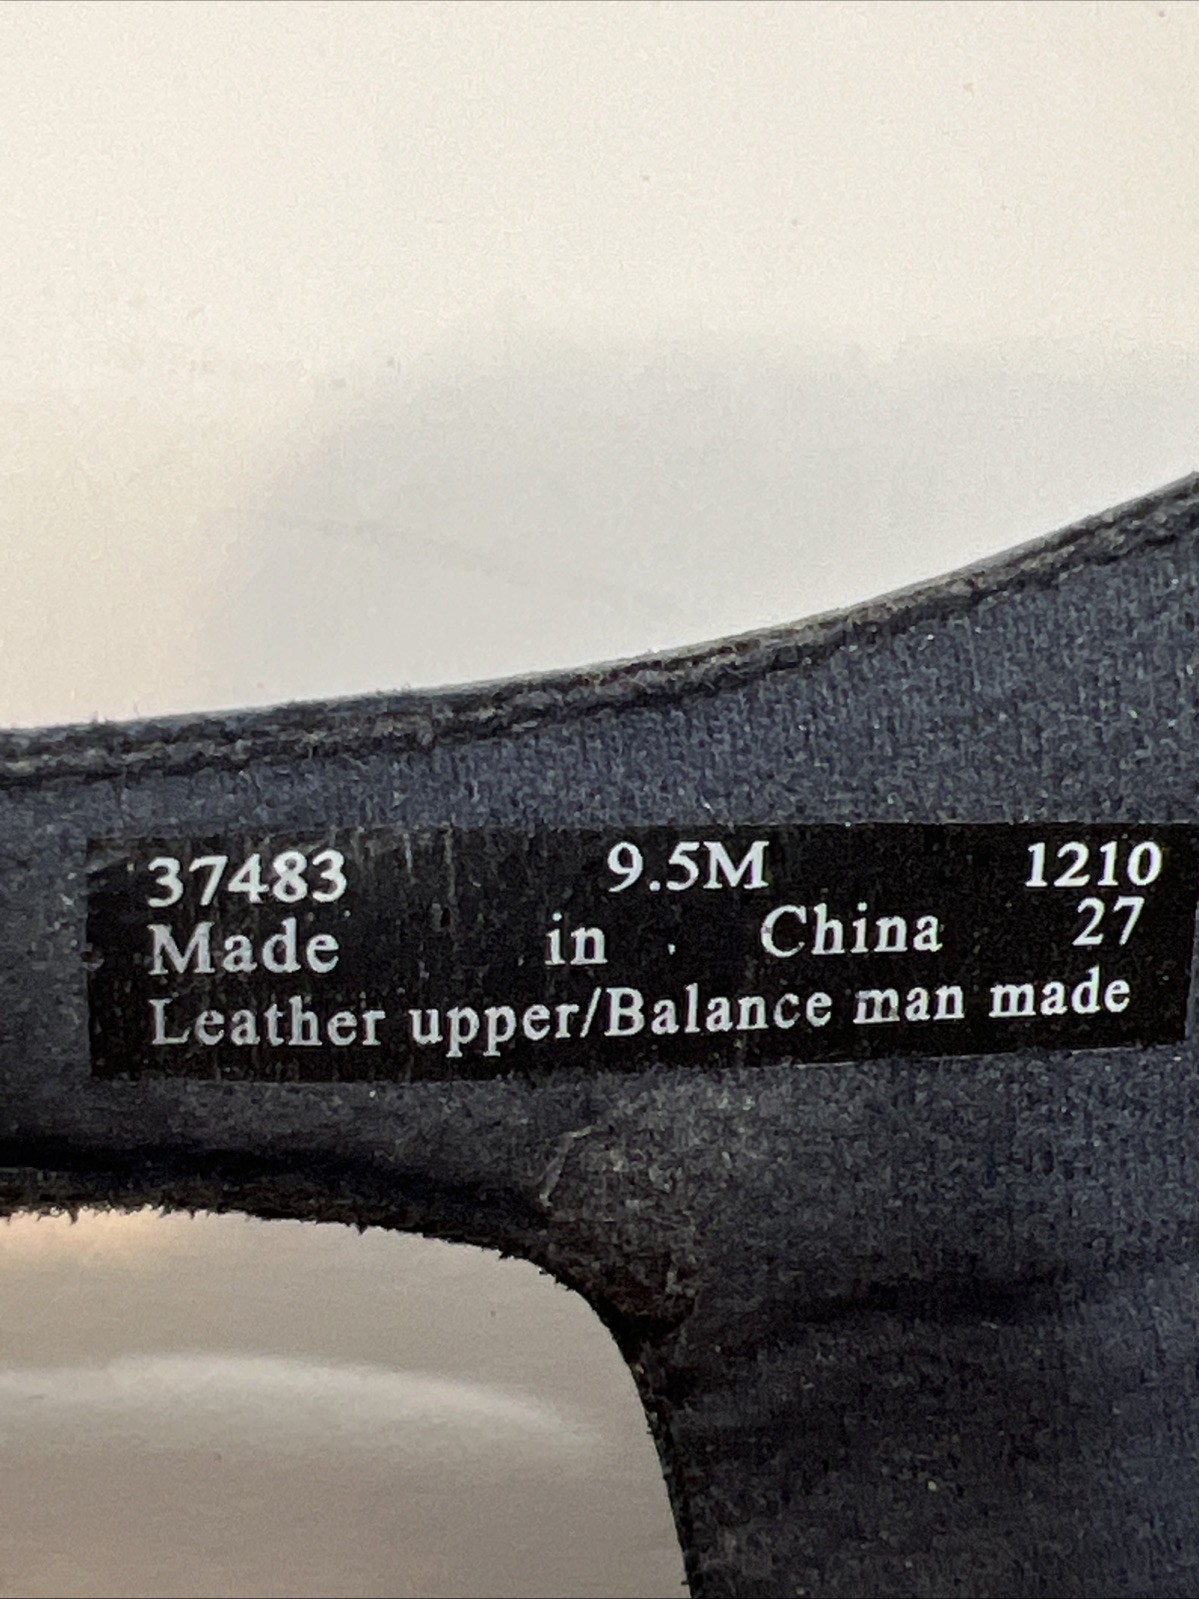 37483 9.5M 1210
Made in China 27
Leather upper/Balance man made